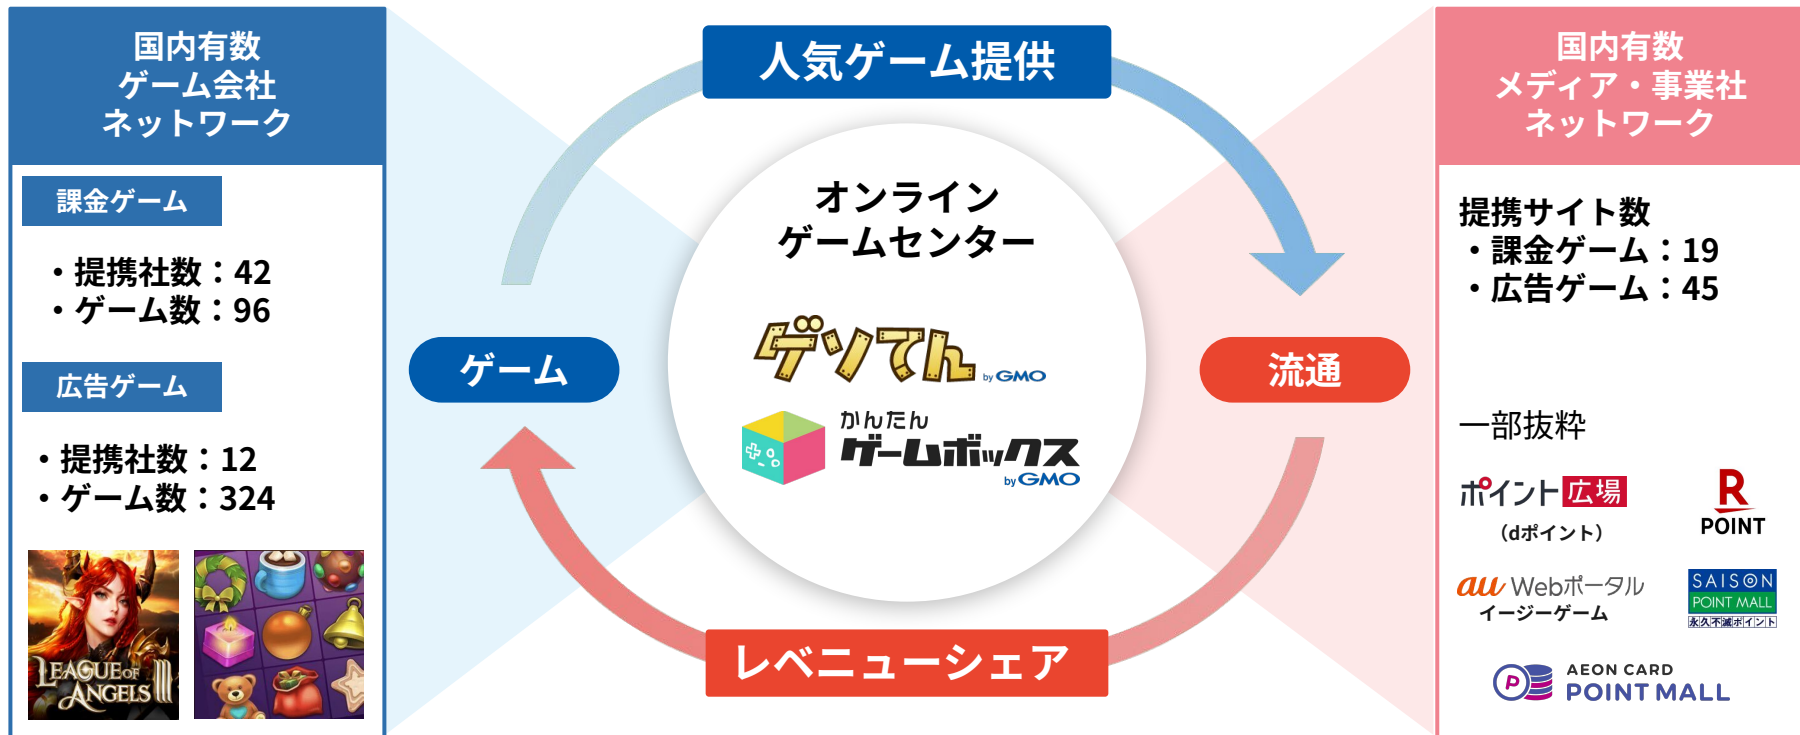 国内有数
ゲーム会社
ネットワーク
課金ゲーム
・提携社数：42
・ゲーム数：96
広告ゲーム
・提携社数：12
・ゲーム数：324
LEAGUE OF
ANGELS III
人気ゲーム提供
オンライン
ゲームセンター
ゲソてん by GMO
かんたん
ゲームボックス
by GMO
ゲーム
流通
レベニューシェア
国内有数
メディア・事業社
ネットワーク
提携サイト数
・課金ゲーム：19
・広告ゲーム：45
一部抜粋
ポイント広場
（dポイント）
R
POINT
au Webポータル
イージーゲーム
SAISON
POINT MALL
永久不滅ポイント
P
AEON CARD
POINT MALL